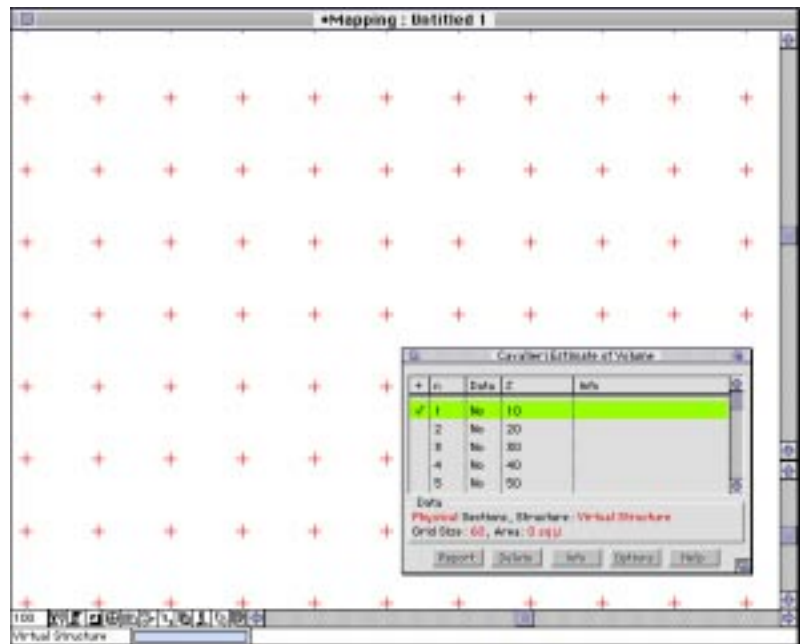 *Mapping : Untitled 1
Cavalieri Estimate of Volume
+ n Data Z Info
✓ 1 No 10
2 No 20
3 No 30
4 No 40
5 No 50
Data
Physical Sections, Structure: Virtual Structure
Grid Size: 60, Area: 0 sq µ
Report Delete Info Options Help
100
Virtual Structure